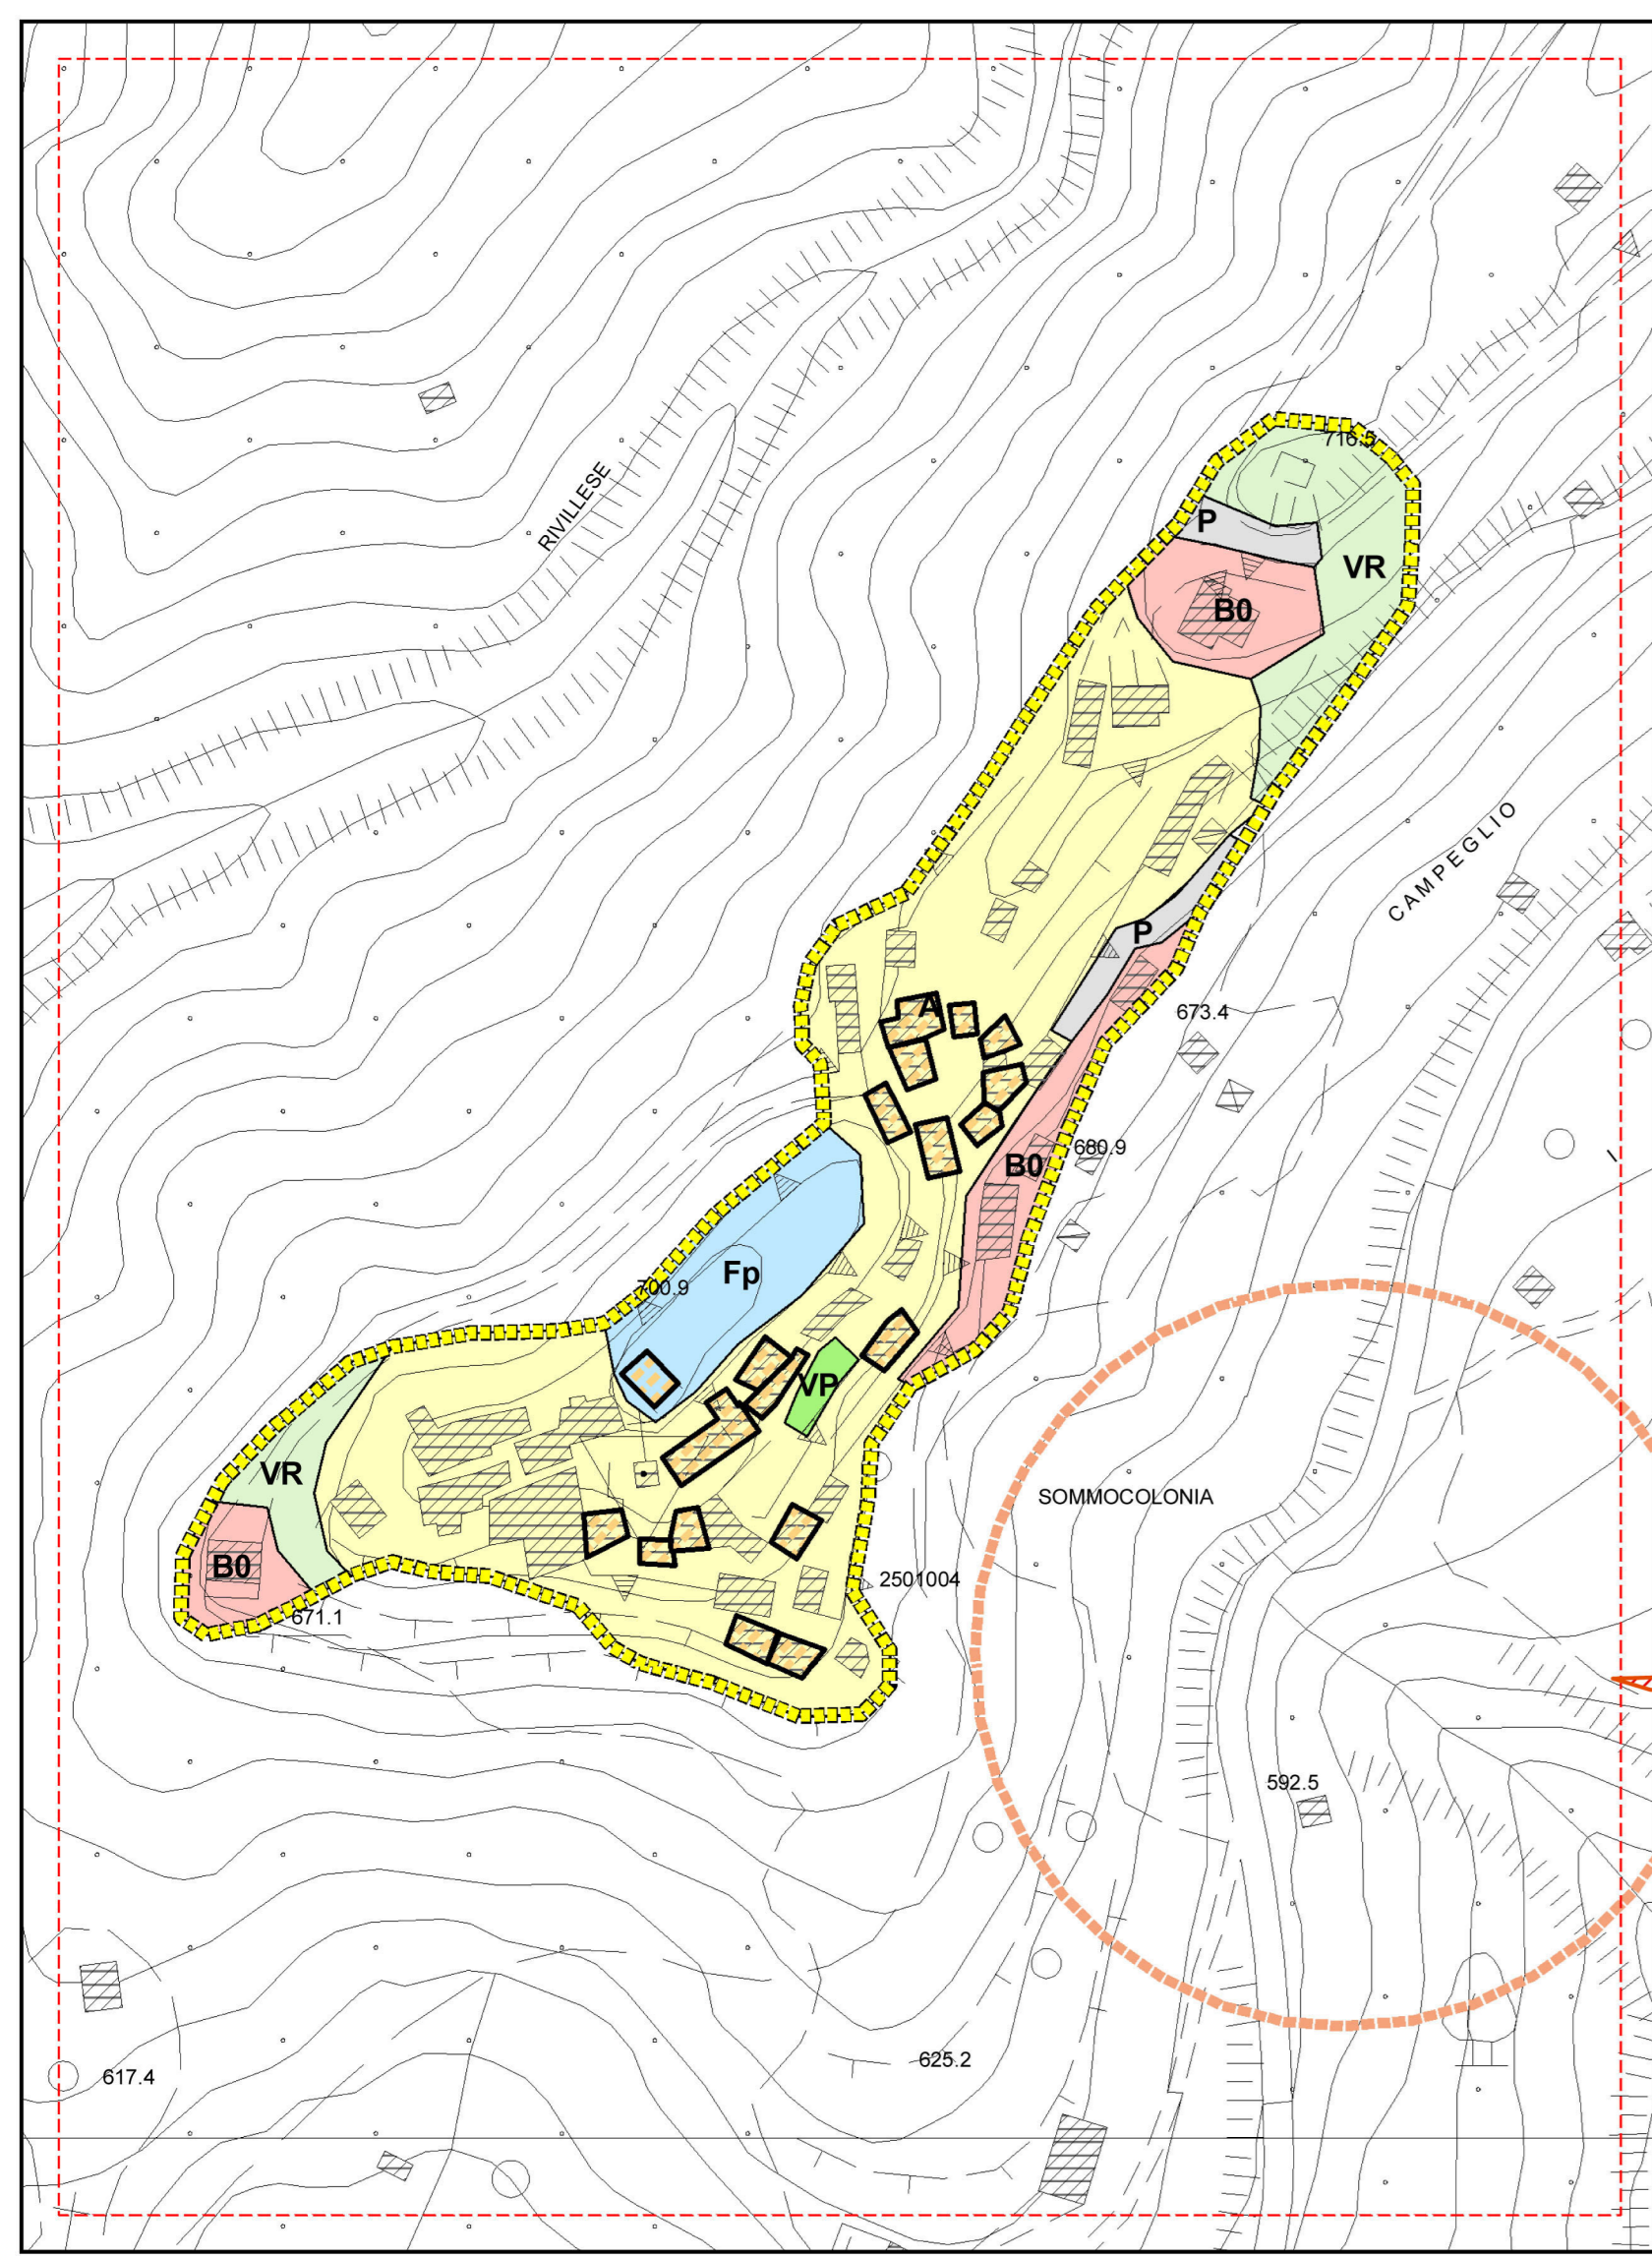 716.5
RIVILLESE
P
VR
B0
CAMPEGLIO
P
A
673.4
680.9
B0
Fp
700.9
VP
VR
SOMMOCOLONIA
B0
2501004
671.1
592.5
625.2
617.4